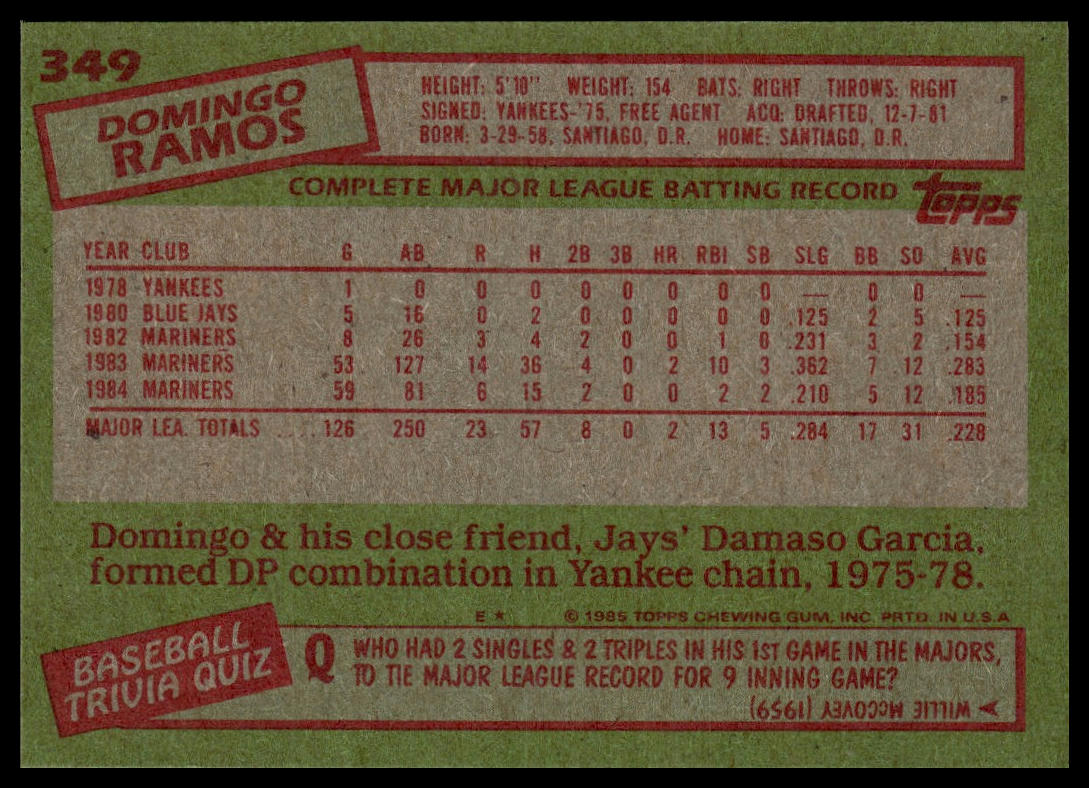 349
DOMINGO
RAMOS
HEIGHT: 5'10" WEIGHT: 154 BATS: RIGHT THROWS: RIGHT
SIGNED: YANKEES-'75, FREE AGENT ACQ: DRAFTED, 12-7-81
BORN: 3-29-58, SANTIAGO, D.R. HOME: SANTIAGO, D.R.
COMPLETE MAJOR LEAGUE BATTING RECORD topps
YEAR CLUB G AB R H 2B 3B HR RBI SB SLG BB SO AVG
1978 YANKEES 1 0 0 0 0 0 0 0 0 — 0 0 —
1980 BLUE JAYS 5 16 0 2 0 0 0 0 0 .125 2 5 .125
1982 MARINERS 8 26 3 4 2 0 0 1 0 .231 3 2 .154
1983 MARINERS 53 127 14 36 4 0 2 10 3 .362 7 12 .283
1984 MARINERS 59 81 6 15 2 0 0 2 2 .210 5 12 .185
MAJOR LEA. TOTALS .... 126 250 23 57 8 0 2 13 5 .284 17 31 .228
Domingo & his close friend, Jays' Damaso Garcia,
formed DP combination in Yankee chain, 1975-78.
E ★ © 1985 TOPPS CHEWING GUM, INC. PRTD. IN U.S.A
BASEBALL
TRIVIA QUIZ
Q WHO HAD 2 SINGLES & 2 TRIPLES IN HIS 1ST GAME IN THE MAJORS,
TO TIE MAJOR LEAGUE RECORD FOR 9 INNING GAME?
WILLIE McCOVEY (1959)